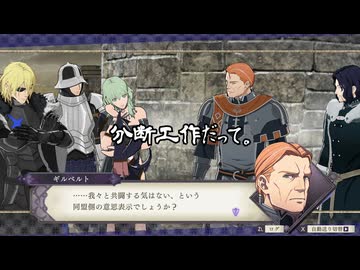 分断工作だって。
ギルベルト
……我々と共闘する気はない、という
同盟側の意思表示でしょうか？
ログ
X 自動送り切替